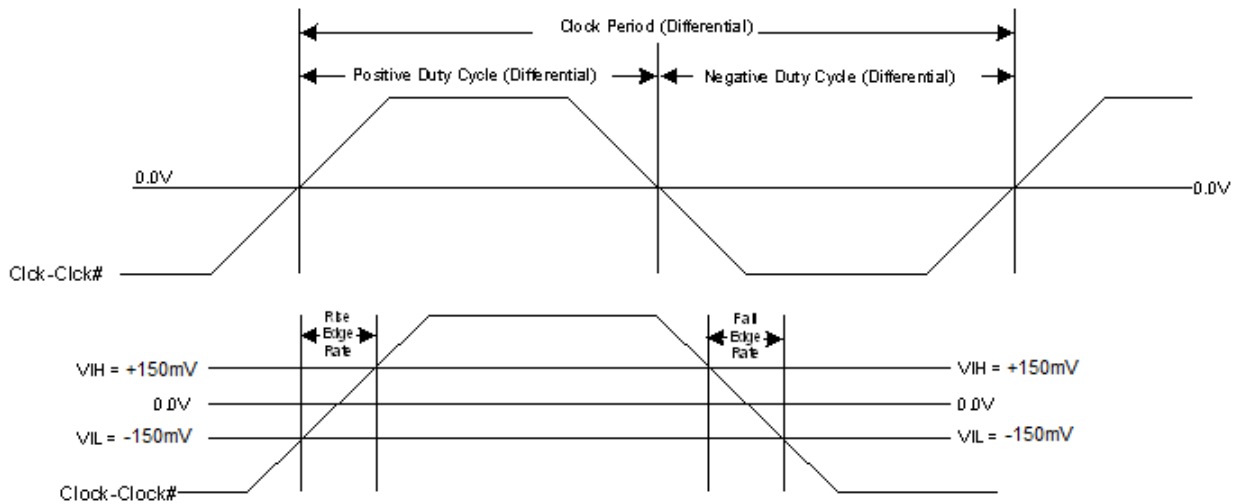 Clock Period (Differential)
Positive Duty Cycle (Differential)
Negative Duty Cycle (Differential)
0.0V
0.0V
Clck-Clck#
Rise
Edge
Rate
Fall
Edge
Rate
VIH = +150mV
VIH = +150mV
0.0V
0.0V
VIL = -150mV
VIL = -150mV
Clock-Clock#